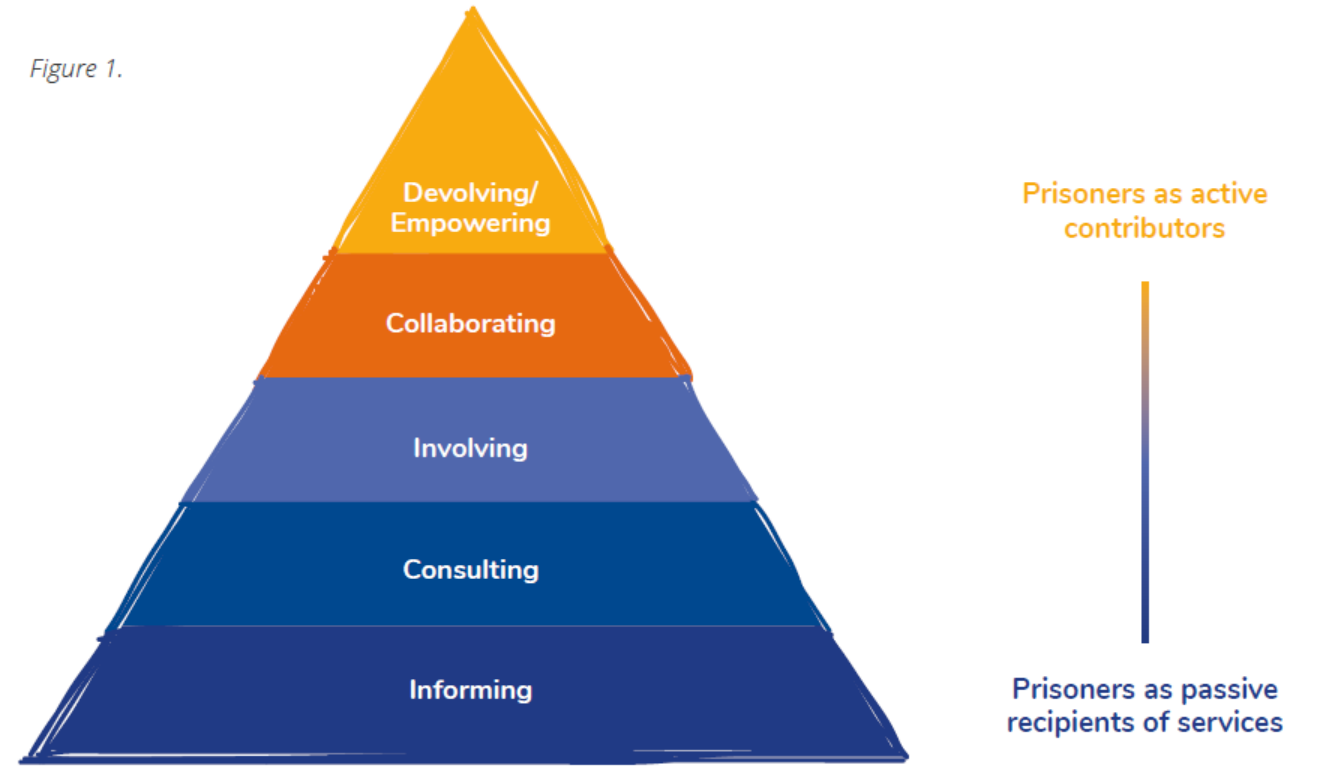 Figure 1.
Devolving/
Empowering
Collaborating
Involving
Consulting
Informing
Prisoners as active
contributors
Prisoners as passive
recipients of services